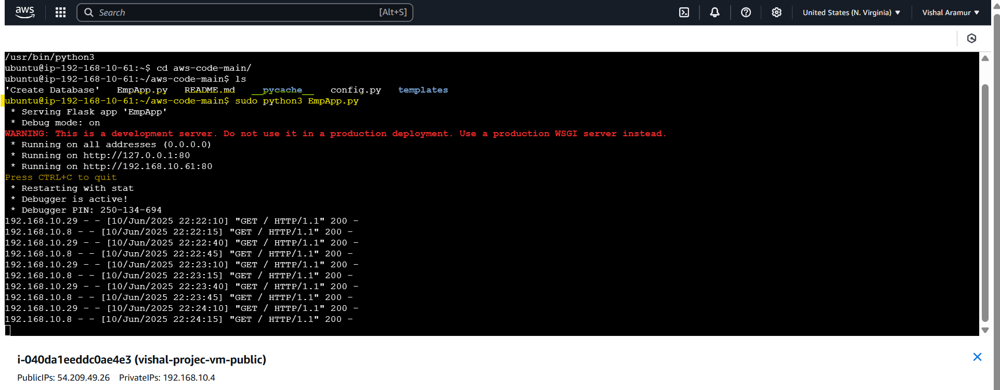 aws
Search [Alt+S]
United States (N. Virginia) Vishal Aramur
/usr/bin/python3
ubuntu@ip-192-168-10-61:~$ cd aws-code-main/
ubuntu@ip-192-168-10-61:~/aws-code-main$ ls
'Create Database' EmpApp.py README.md __pycache__ config.py templates
ubuntu@ip-192-168-10-61:~/aws-code-main$ sudo python3 EmpApp.py
* Serving Flask app 'EmpApp'
* Debug mode: on
WARNING: This is a development server. Do not use it in a production deployment. Use a production WSGI server instead.
* Running on all addresses (0.0.0.0)
* Running on http://127.0.0.1:80
* Running on http://192.168.10.61:80
Press CTRL+C to quit
* Restarting with stat
* Debugger is active!
* Debugger PIN: 250-134-694
192.168.10.29 - - [10/Jun/2025 22:22:10] "GET / HTTP/1.1" 200 -
192.168.10.8 - - [10/Jun/2025 22:22:15] "GET / HTTP/1.1" 200 -
192.168.10.29 - - [10/Jun/2025 22:22:40] "GET / HTTP/1.1" 200 -
192.168.10.8 - - [10/Jun/2025 22:22:45] "GET / HTTP/1.1" 200 -
192.168.10.29 - - [10/Jun/2025 22:23:10] "GET / HTTP/1.1" 200 -
192.168.10.8 - - [10/Jun/2025 22:23:15] "GET / HTTP/1.1" 200 -
192.168.10.29 - - [10/Jun/2025 22:23:40] "GET / HTTP/1.1" 200 -
192.168.10.8 - - [10/Jun/2025 22:23:45] "GET / HTTP/1.1" 200 -
192.168.10.29 - - [10/Jun/2025 22:24:10] "GET / HTTP/1.1" 200 -
192.168.10.8 - - [10/Jun/2025 22:24:15] "GET / HTTP/1.1" 200 -
i-040da1eeddc0ae4e3 (vishal-projec-vm-public)
PublicIPs: 54.209.49.26 PrivateIPs: 192.168.10.4